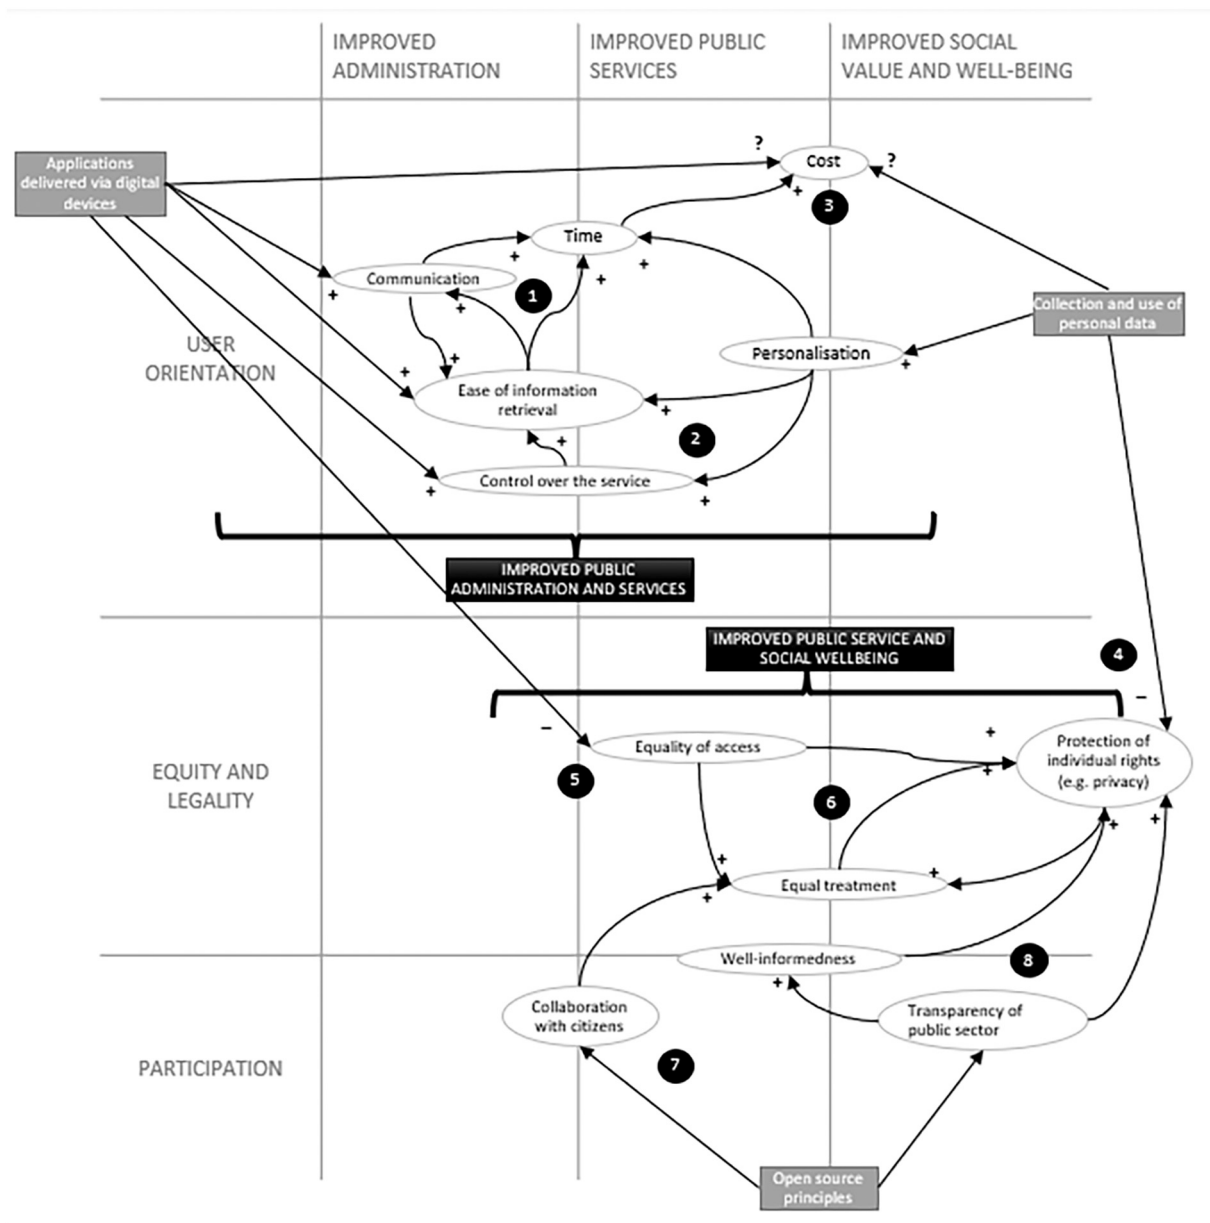 IMPROVED
ADMINISTRATION
IMPROVED PUBLIC
SERVICES
IMPROVED SOCIAL
VALUE AND WELL-BEING
Applications
delivered via digital
devices
?
Cost
?
+
3
Time
+
+
+
Communication
+
+
1
Collection and use of
personal data
USER
ORIENTATION
Personalisation
+
+
+
Ease of information
retrieval
+
2
+
Control over the service
+
+
IMPROVED PUBLIC
ADMINISTRATION AND SERVICES
IMPROVED PUBLIC SERVICE AND
SOCIAL WELLBEING
4
–
–
Equality of access
+
+
Protection of
individual rights
(e.g. privacy)
EQUITY AND
LEGALITY
5
6
+
+
+
+
Equal treatment
+
Well-informedness
8
+
Collaboration
with citizens
Transparency of
public sector
PARTICIPATION
7
Open source
principles